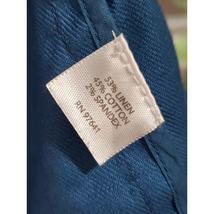 53% LINEN
45% COTTON
2% SPANDEX
RN 97641